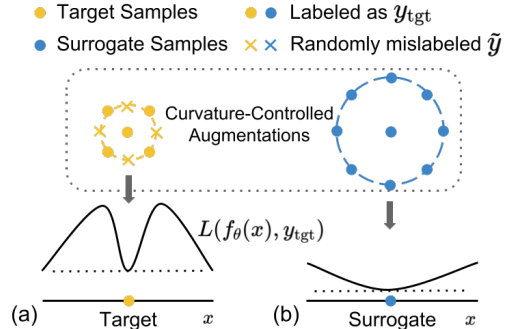 Target Samples
Labeled as y_tgt
Surrogate Samples
Randomly mislabeled ỹ
Curvature-Controlled
Augmentations
L(f_θ(x), y_tgt)
(a)
Target
x
(b)
Surrogate
x